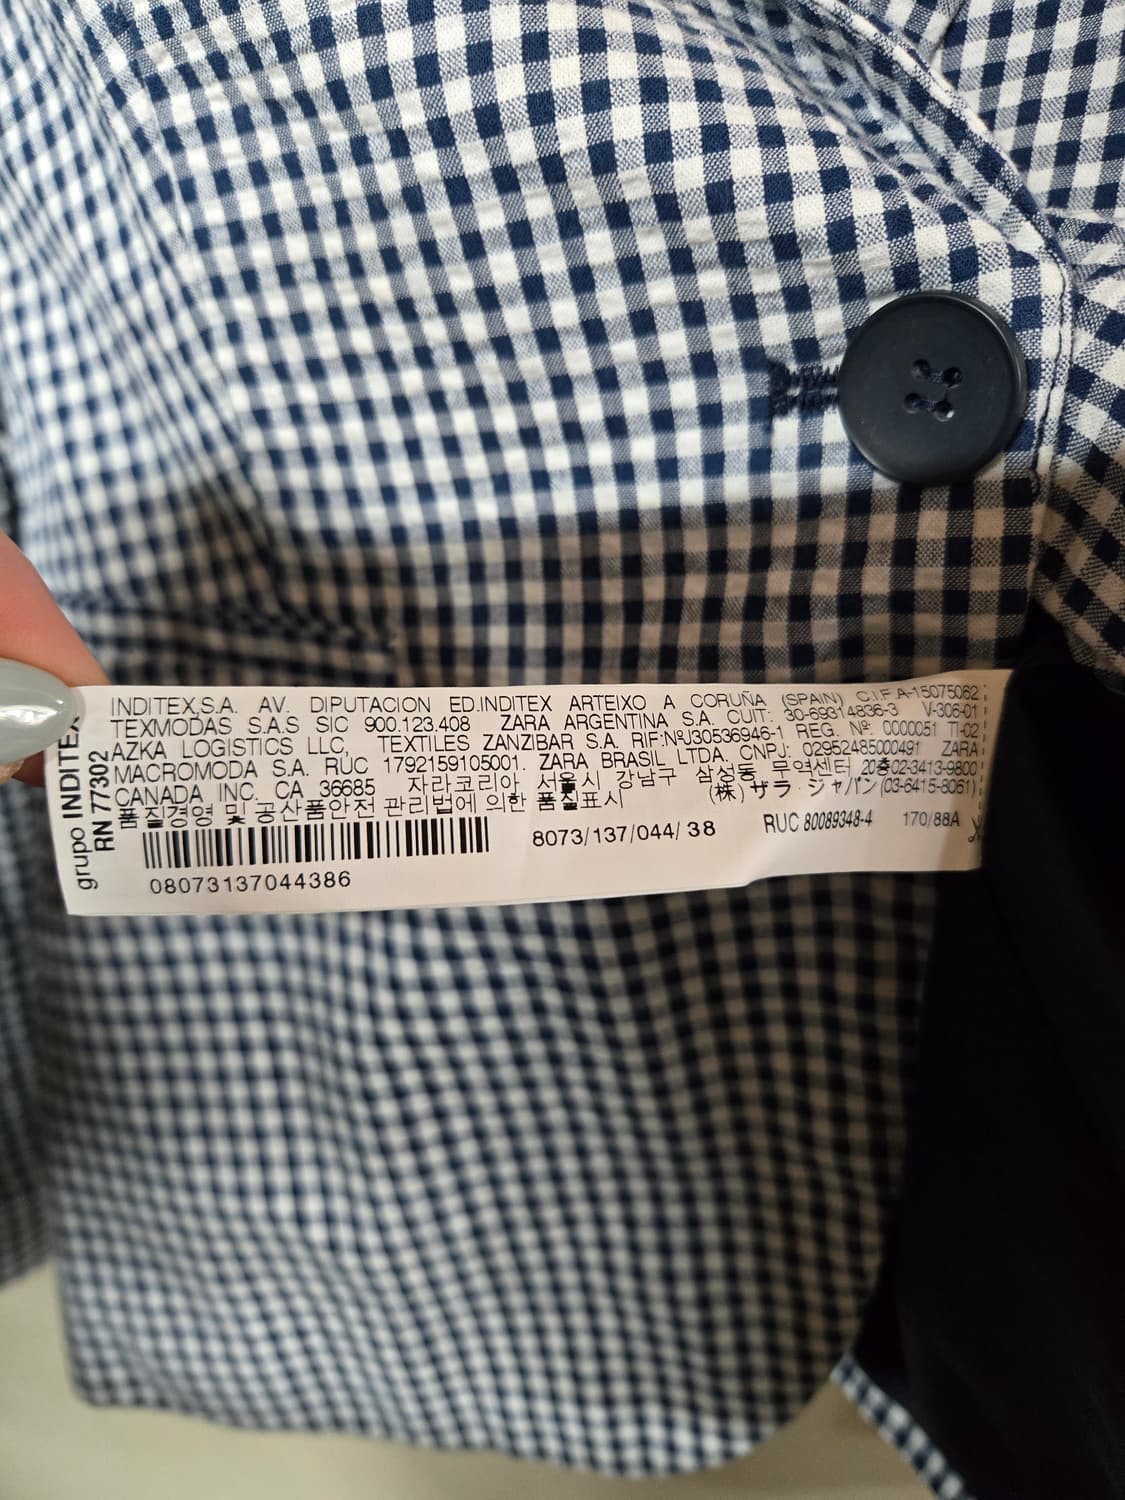 grupo INDITEX
RN 77302
INDITEX,S.A. AV. DIPUTACION ED.INDITEX ARTEIXO A CORUÑA (SPAIN) C.I.F A-15075062
TEXMODAS S.A.S SIC 900.123.408 ZARA ARGENTINA S.A. CUIT: 30-69314836-3 V-306-01
AZKA LOGISTICS LLC, TEXTILES ZANZIBAR S.A. RIF:NºJ30536946-1 REG. Nº. 0000051 TI-02
MACROMODA S.A. RUC 1792159105001. ZARA BRASIL LTDA. CNPJ: 02952485000491 ZARA
CANADA INC. CA 36685 자라코리아 서울시 강남구 삼성동 무역센터 20층02-3413-9800
품질경영 및 공산품안전 관리법에 의한 품질표시 (株) ザラ・ジャパン (03-6415-8061)
8073/137/044/38 RUC 80089348-4 170/88A
08073137044386